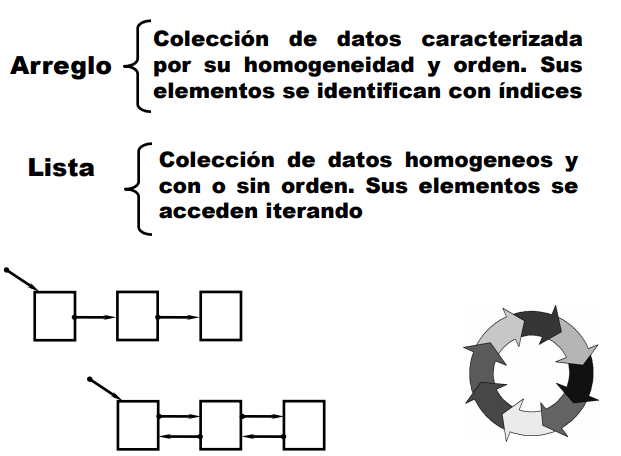 Arreglo
Colección de datos caracterizada
por su homogeneidad y orden. Sus
elementos se identifican con índices
Lista
Colección de datos homogeneos y
con o sin orden. Sus elementos se
acceden iterando